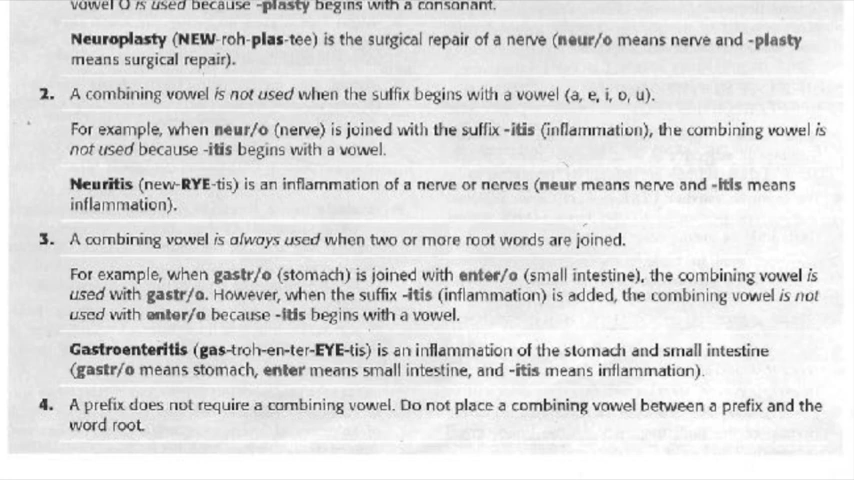 vowel O is used because -plasty begins with a consonant.
Neuroplasty (NEW-roh-plas-tee) is the surgical repair of a nerve (neur/o means nerve and -plasty
means surgical repair).
2. A combining vowel is not used when the suffix begins with a vowel (a, e, i, o, u).
For example, when neur/o (nerve) is joined with the suffix -itis (inflammation), the combining vowel is
not used because -itis begins with a vowel.
Neuritis (new-RYE-tis) is an inflammation of a nerve or nerves (neur means nerve and -itis means
inflammation).
3. A combining vowel is always used when two or more root words are joined.
For example, when gastr/o (stomach) is joined with enter/o (small intestine), the combining vowel is
used with gastr/o. However, when the suffix -itis (inflammation) is added, the combining vowel is not
used with enter/o because -itis begins with a vowel.
Gastroenteritis (gas-troh-en-ter-EYE-tis) is an inflammation of the stomach and small intestine
(gastr/o means stomach, enter means small intestine, and -itis means inflammation).
4. A prefix does not require a combining vowel. Do not place a combining vowel between a prefix and the
word root.